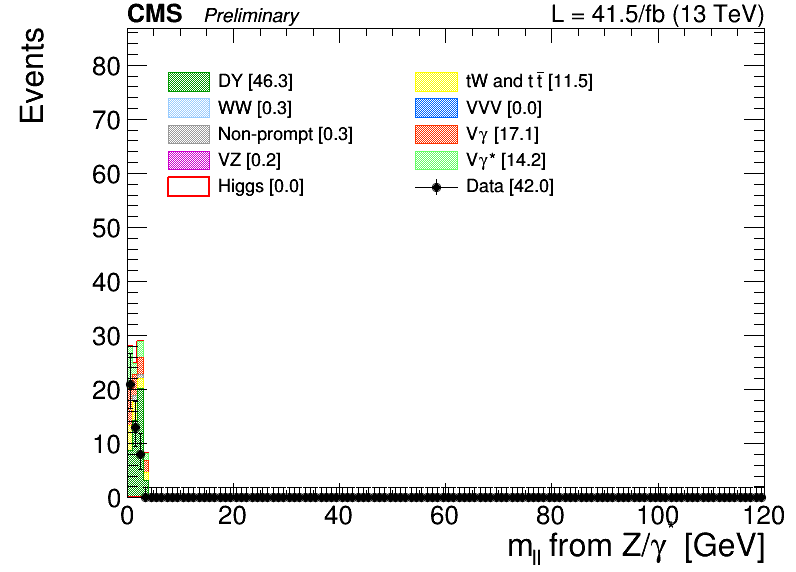 CMS Preliminary L = 41.5/fb (13 TeV)
Events
80
70
60
50
40
30
20
10
0
DY [46.3]
WW [0.3]
Non-prompt [0.3]
VZ [0.2]
Higgs [0.0]
tW and tt̅ [11.5]
VVV [0.0]
Vγ [17.1]
Vγ* [14.2]
Data [42.0]
0 20 40 60 80 100 120
m_ll from Z/γ* [GeV]